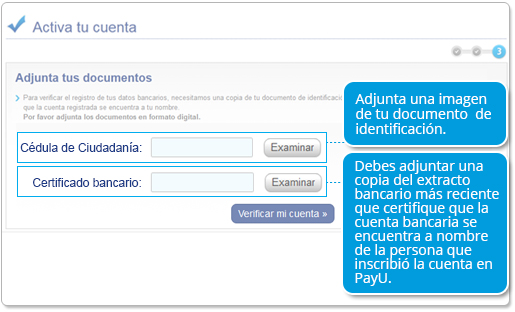 Activa tu cuenta
3
Adjunta tus documentos
Para verificar el registro de tus datos bancarios, necesitamos una copia de tu documento de identificació
que la cuenta registrada se encuentra a tu nombre.
Por favor adjunta los documentos en formato digital.
Adjunta una imagen
de tu documento de
identificación.
Cédula de Ciudadanía:
Examinar
Certificado bancario:
Examinar
Verificar mi cuenta »
Debes adjuntar una
copia del extracto
bancario más reciente
que certifique que la
cuenta bancaria se
encuentra a nombre
de la persona que
inscribió la cuenta en
PayU.